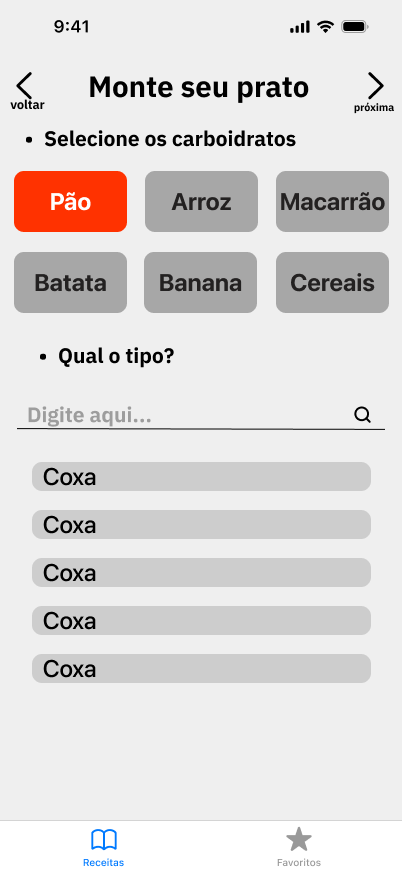 9:41
Monte seu prato
voltar
próxima
• Selecione os carboidratos
Pão Arroz Macarrão
Batata Banana Cereais
• Qual o tipo?
Digite aqui...
Coxa
Coxa
Coxa
Coxa
Coxa
Receitas Favoritos